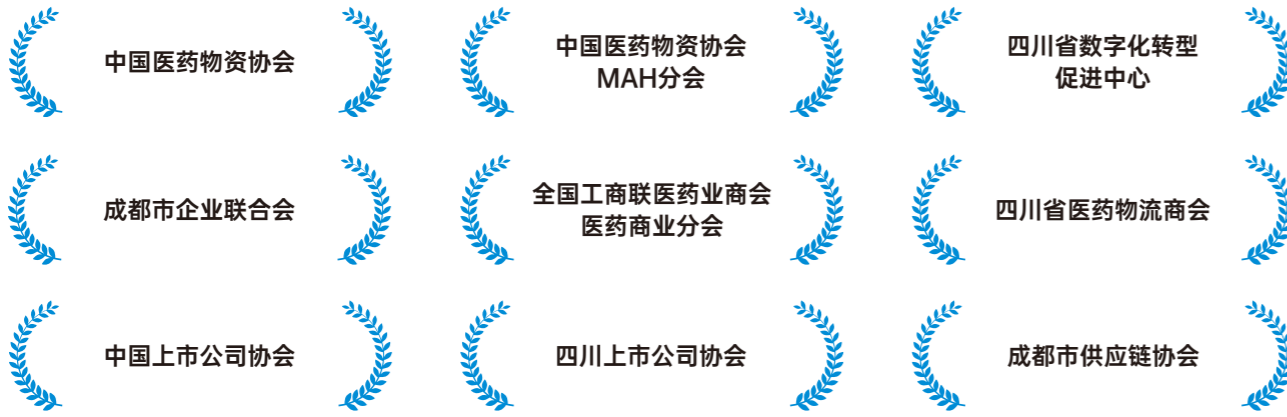 中国医药物资协会
中国医药物资协会
MAH分会
四川省数字化转型
促进中心
成都市企业联合会
全国工商联医药业商会
医药商业分会
四川省医药物流商会
中国上市公司协会
四川上市公司协会
成都市供应链协会